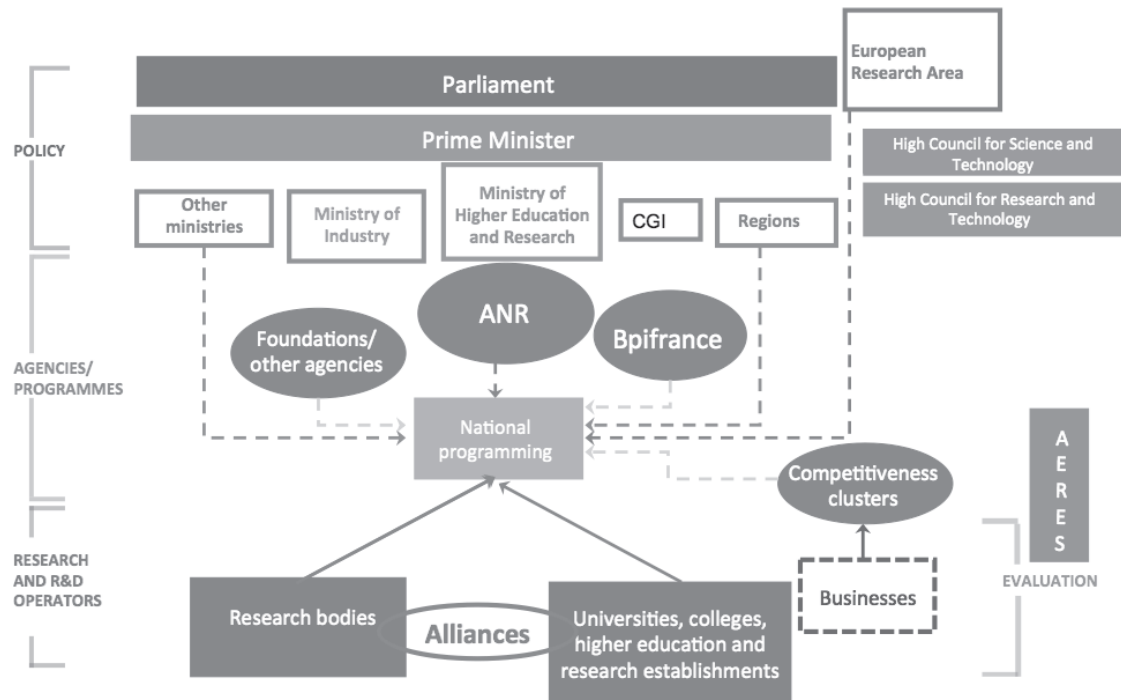 European
Research Area
Parliament
Prime Minister
POLICY
High Council for Science and
Technology
High Council for Research and
Technology
Other
ministries
Ministry of
Industry
Ministry of
Higher Education
and Research
CGI
Regions
ANR
Foundations/
other agencies
Bpifrance
AGENCIES/
PROGRAMMES
National
programming
Competitiveness
clusters
A
E
R
E
S
RESEARCH
AND R&D
OPERATORS
EVALUATION
Research bodies
Alliances
Universities, colleges,
higher education and
research establishments
Businesses